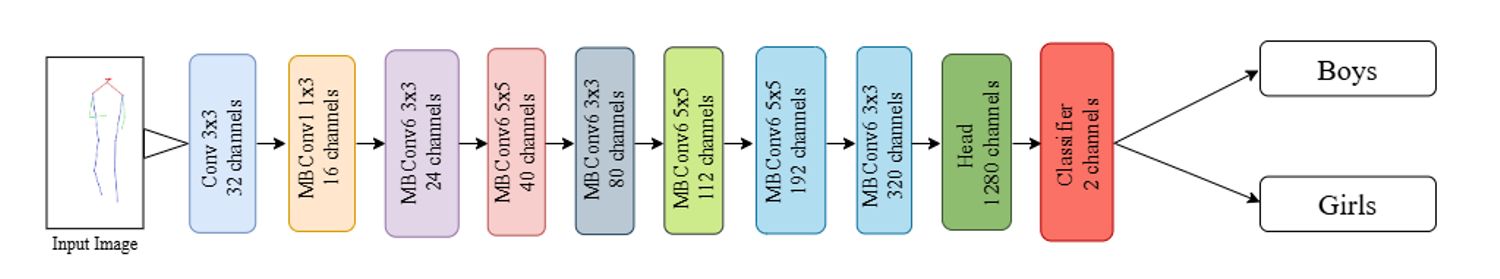 Input Image
Conv 3x3
32 channels
MBConv1 1x3
16 channels
MBConv6 3x3
24 channels
MBConv6 5x5
40 channels
MBConv6 3x3
80 channels
MBConv6 5x5
112 channels
MBConv6 5x5
192 channels
MBConv6 3x3
320 channels
Head
1280 channels
Classifier
2 channels
Boys
Girls